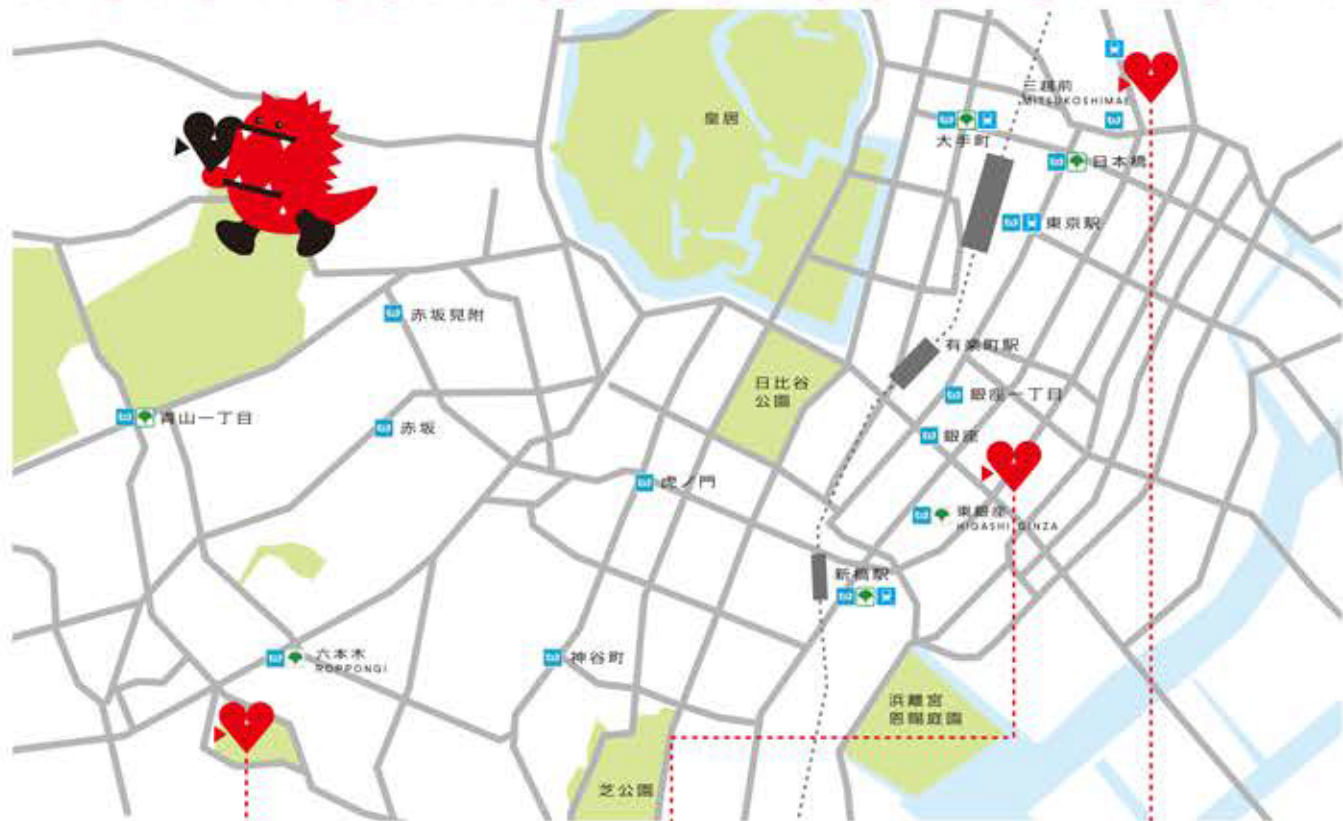 皇居
三越前
MITSUKOSHIMAE
大手町
日本橋
東京駅
赤坂見附
有楽町駅
日比谷
公園
銀座一丁目
青山一丁目
赤坂
銀座
虎ノ門
東銀座
HIGASHI GINZA
新橋駅
六本木
ROPPONGI
神谷町
浜離宮
恩賜庭園
芝公園